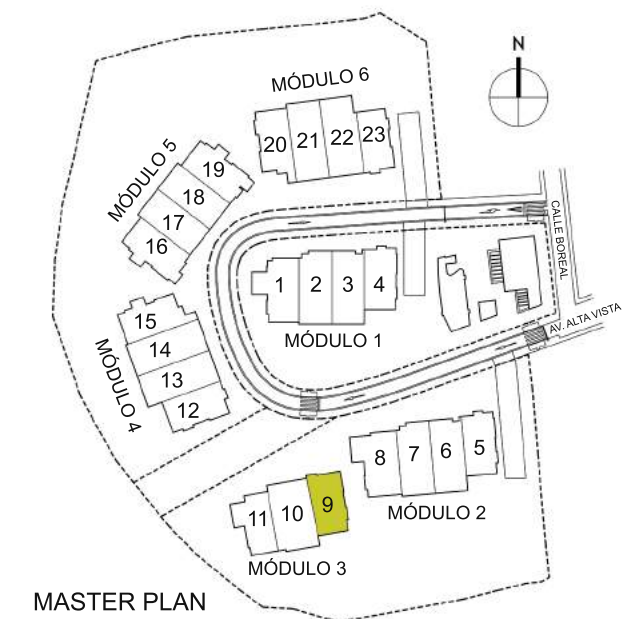 MÓDULO 6
N
20 21 22 23
MÓDULO 5
19
18
17
16
CALLE BOREAL
1 2 3 4
MÓDULO 1
AV. ALTA VISTA
15
14
13
12
MÓDULO 4
8 7 6 5
MÓDULO 2
11 10 9
MÓDULO 3
MASTER PLAN